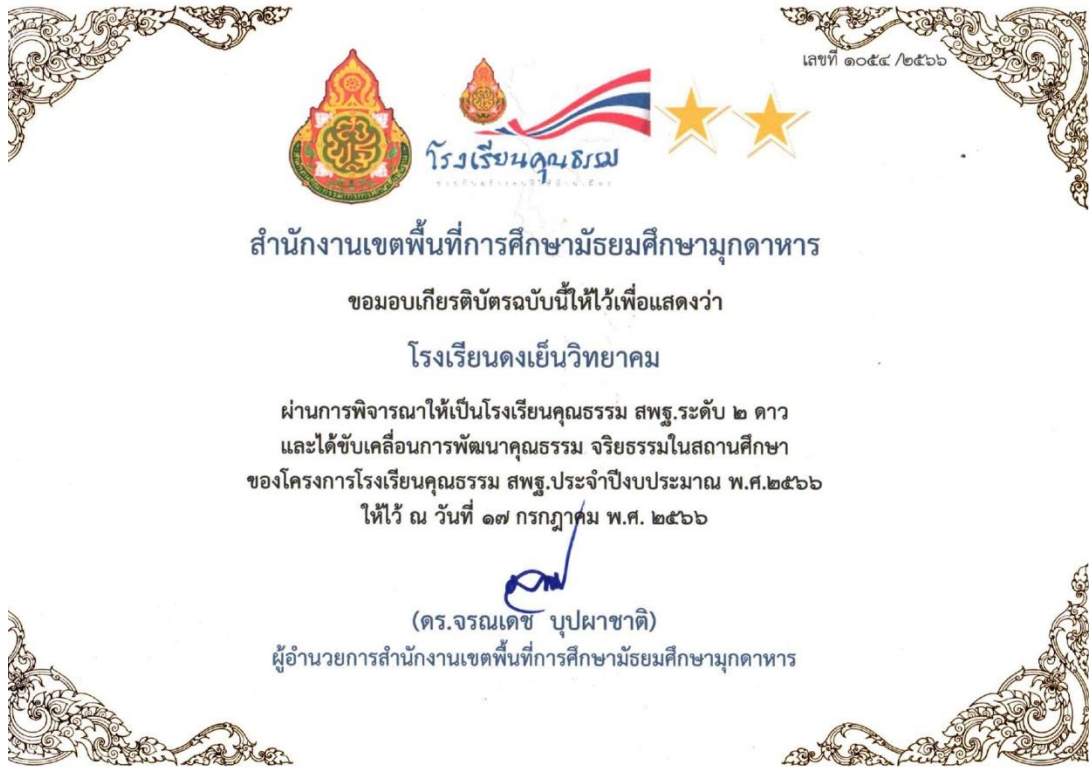 เลขที่ ๑๐๕๔ /๒๕๖๖
โรงเรียนคุณธรรม
สำนักงานเขตพื้นที่การศึกษามัธยมศึกษามุกดาหาร
ขอมอบเกียรติบัตรฉบับนี้ให้ไว้เพื่อแสดงว่า
โรงเรียนดงเย็นวิทยาคม
ผ่านการพิจารณาให้เป็นโรงเรียนคุณธรรม สพฐ.ระดับ ๒ ดาว
และได้ขับเคลื่อนการพัฒนาคุณธรรม จริยธรรมในสถานศึกษา
ของโครงการโรงเรียนคุณธรรม สพฐ.ประจำปีงบประมาณ พ.ศ.๒๕๖๖
ให้ไว้ ณ วันที่ ๑๗ กรกฎาคม พ.ศ. ๒๕๖๖
(ดร.จรณเดช บุปผาชาติ)
ผู้อำนวยการสำนักงานเขตพื้นที่การศึกษามัธยมศึกษามุกดาหาร